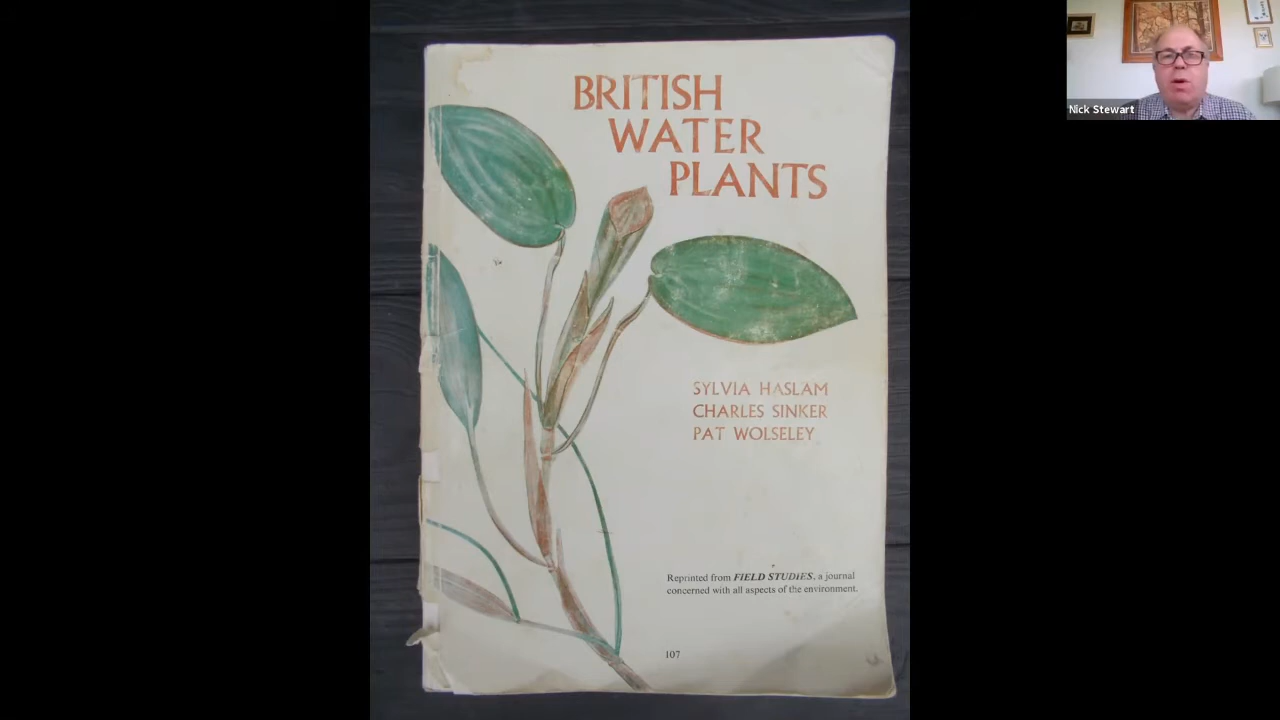 BRITISH
WATER
PLANTS
SYLVIA HASLAM
CHARLES SINKER
PAT WOLSELEY
Reprinted from FIELD STUDIES, a journal
concerned with all aspects of the environment.
107
Nick Stewart